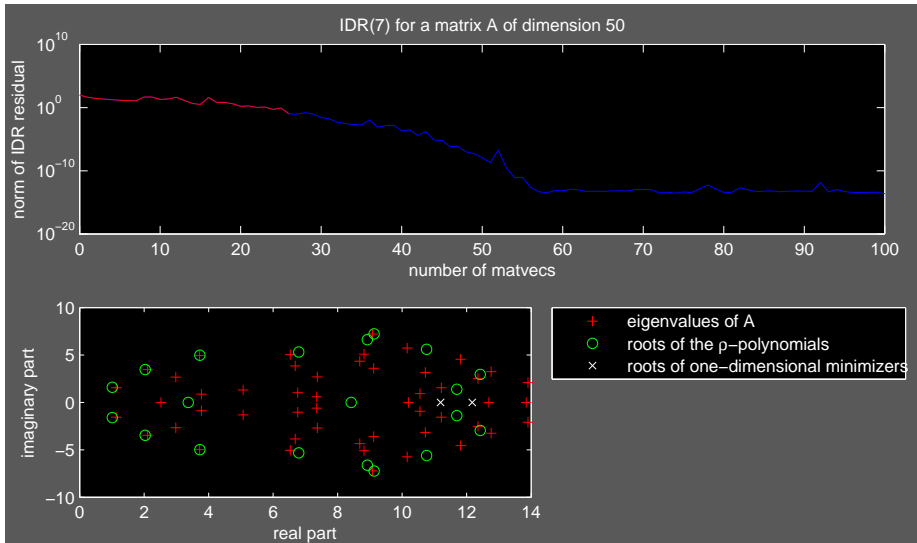 IDR(7) for a matrix A of dimension 50
norm of IDR residual
10^10
10^0
10^−10
10^−20
0 10 20 30 40 50 60 70 80 90 100
number of matvecs
imaginary part
10
5
0
−5
−10
0 2 4 6 8 10 12 14
real part
eigenvalues of A
roots of the ρ−polynomials
roots of one−dimensional minimizers